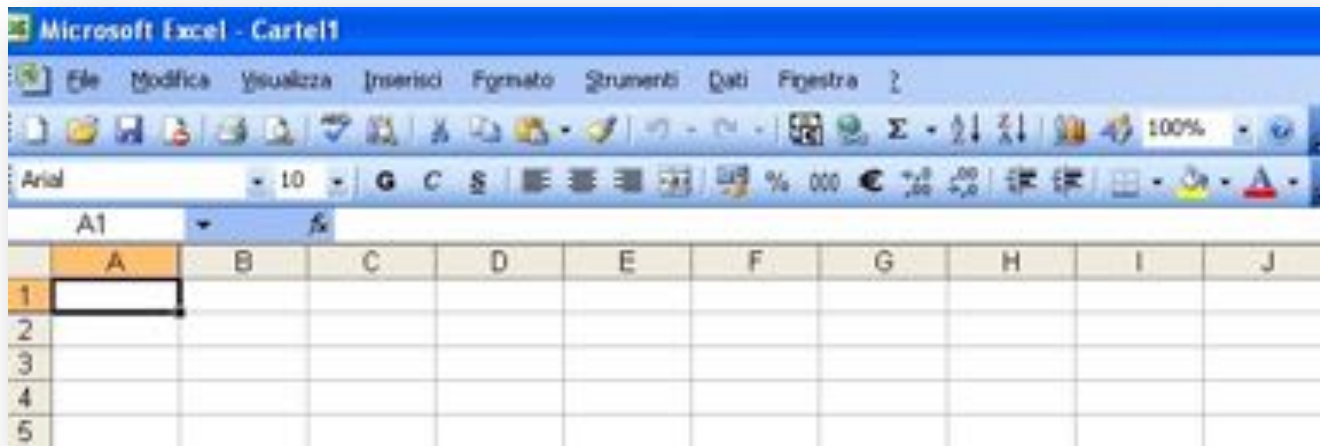 Microsoft Excel - Cartel1
File Modifica Visualizza Inserisci Formato Strumenti Dati Finestra ?
100%
Arial 10 G C S % 000 €
A1 fx
A B C D E F G H I J
1
2
3
4
5